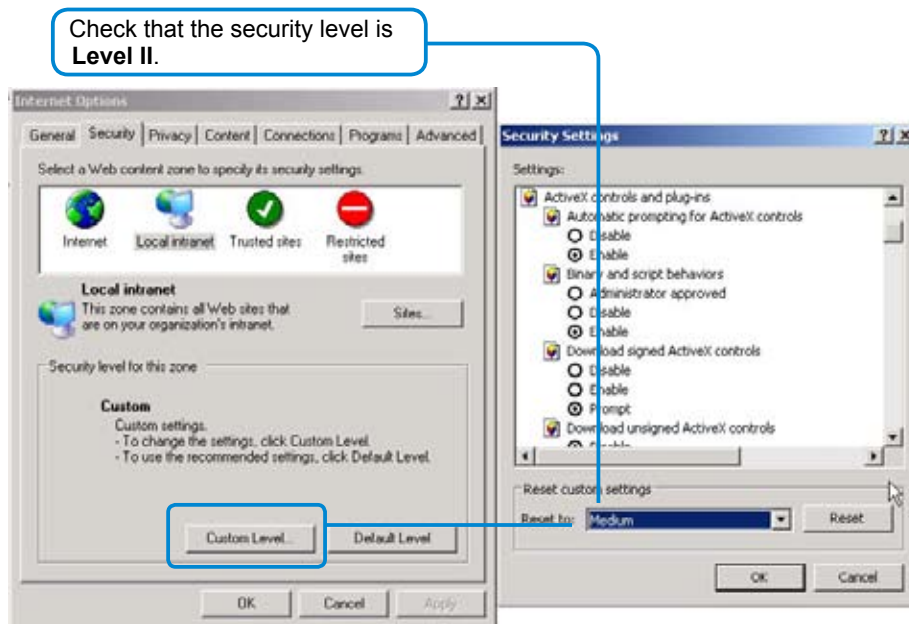 Check that the security level is
Level II.
Internet Options
General Security Privacy Content Connections Programs Advanced
Select a Web content zone to specify its security settings.
Internet
Local intranet
Trusted sites
Restricted
sites
Local intranet
This zone contains all Web sites that
are on your organization's intranet.
Sites...
Security level for this zone
Custom
Custom settings.
- To change the settings, click Custom Level.
- To use the recommended settings, click Default Level.
Custom Level...
Default Level
OK
Cancel
Apply
Security Settings
Settings:
ActiveX controls and plug-ins
Automatic prompting for ActiveX controls
Disable
Enable
Binary and script behaviors
Administrator approved
Disable
Enable
Download signed ActiveX controls
Disable
Enable
Prompt
Download unsigned ActiveX controls
Disable
Reset custom settings
Reset to: Medium
Reset
OK
Cancel